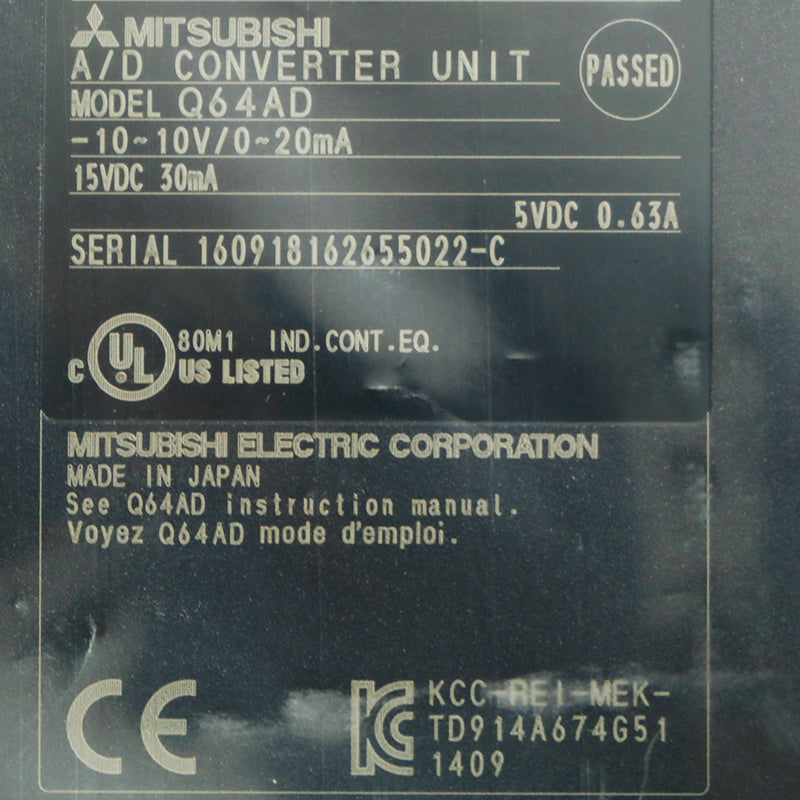 MITSUBISHI
A/D CONVERTER UNIT
PASSED
MODEL Q64AD
-10~10V/0~20mA
15VDC 30mA
5VDC 0.63A
SERIAL 160918162655022-C
C UL US LISTED
80M1 IND.CONT.EQ.
MITSUBISHI ELECTRIC CORPORATION
MADE IN JAPAN
See Q64AD instruction manual.
Voyez Q64AD mode d'emploi.
CE
KC
KCC-REI-MEK-
TD914A674G51
1409